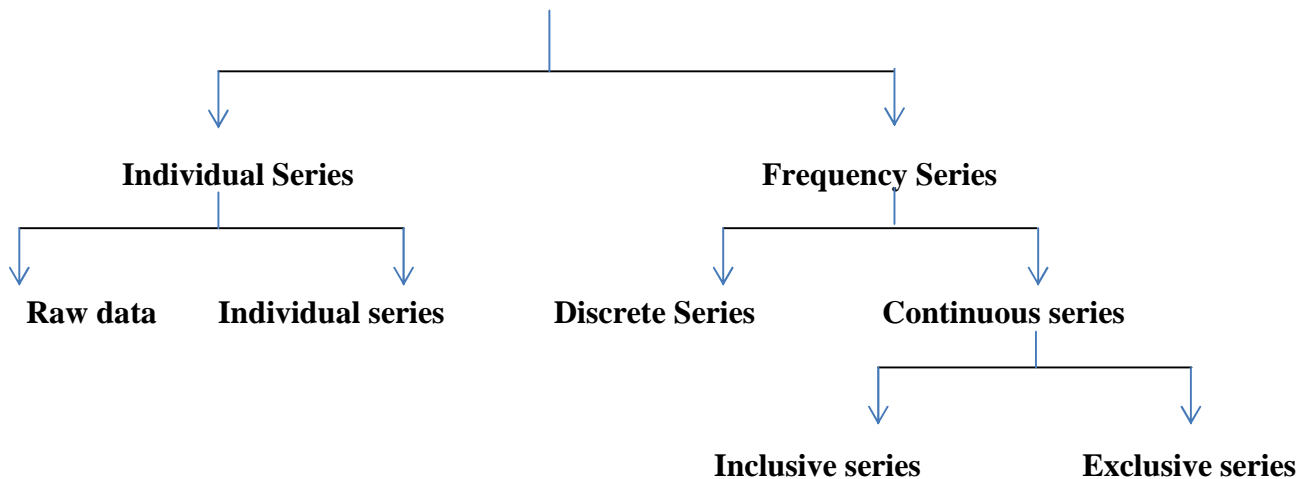 Individual Series Frequency Series
Raw data Individual series Discrete Series Continuous series
Inclusive series Exclusive series